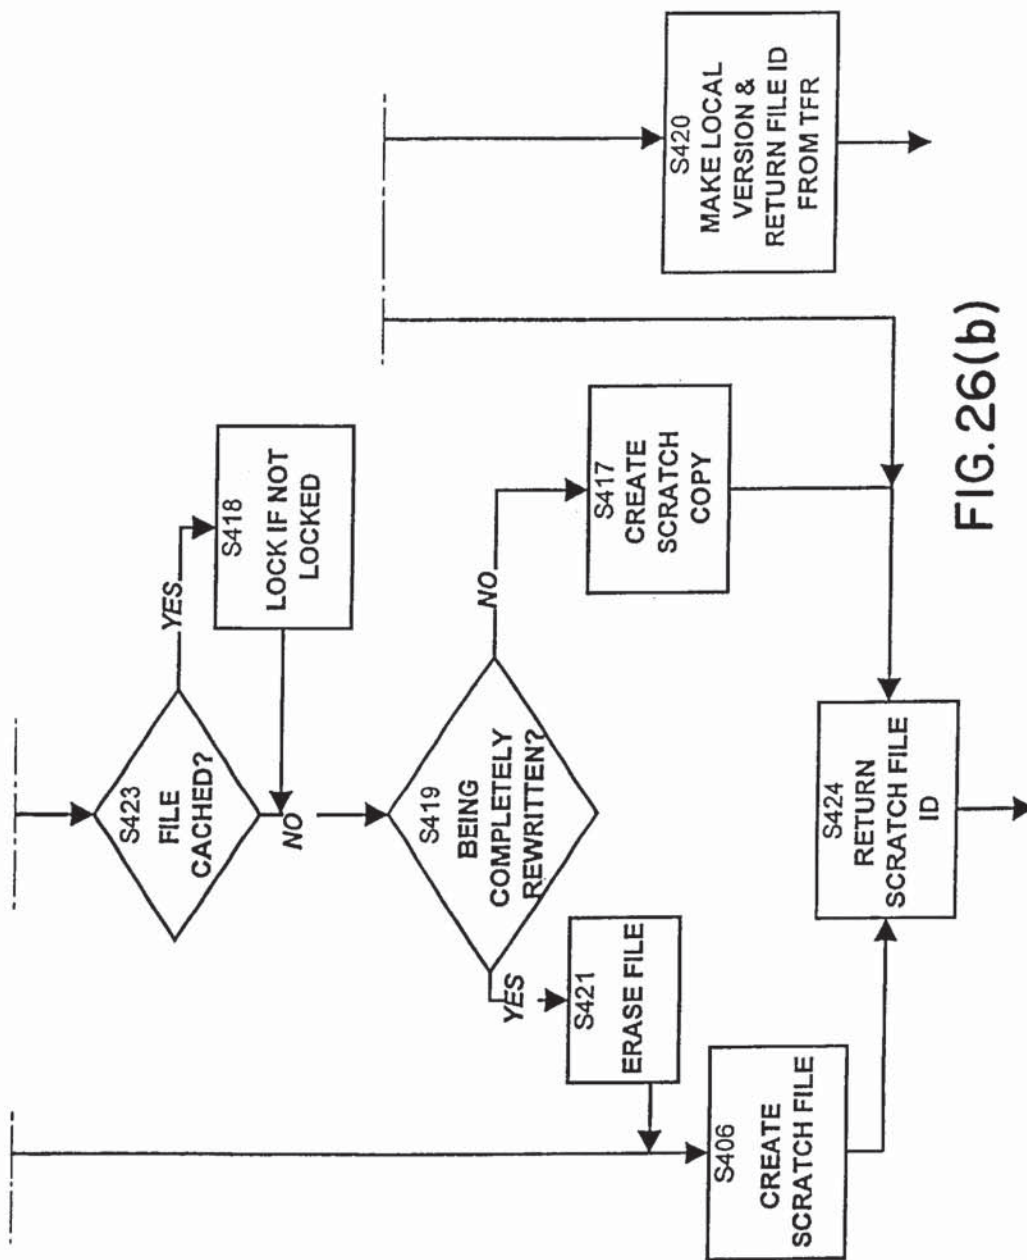 S423
FILE
CACHED?
YES
S418
LOCK IF NOT
LOCKED
NO
S419
BEING
COMPLETELY
REWRITTEN?
YES
NO
S421
ERASE FILE
S417
CREATE
SCRATCH
COPY
S420
MAKE LOCAL
VERSION &
RETURN FILE ID
FROM TFR
S406
CREATE
SCRATCH FILE
S424
RETURN
SCRATCH FILE
ID
FIG.26(b)